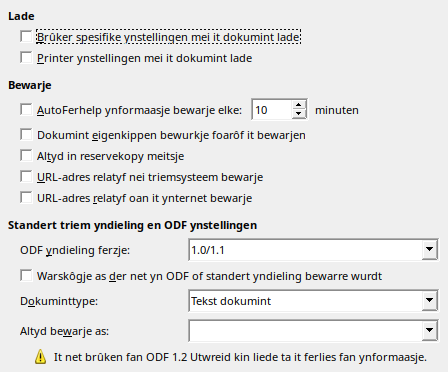 Lade
Brûker spesifike ynstellingen mei it dokumint lade
Printer ynstellingen mei it dokumint lade
Bewarje
AutoFerhelp ynformaasje bewarje elke: 10 minuten
Dokumint eigenkippen bewurkje foarôf it bewarjen
Altyd in reservekopy meitsje
URL-adres relatyf nei triemsysteem bewarje
URL-adres relatyf oan it ynternet bewarje
Standert triem yndieling en ODF ynstellingen
ODF yndieling ferzje: 1.0/1.1
Warskôgje as der net yn ODF of standert yndieling bewarre wurdt
Dokuminttype: Tekst dokumint
Altyd bewarje as:
It net brûken fan ODF 1.2 Utwreid kin liede ta it ferlies fan ynformaasje.